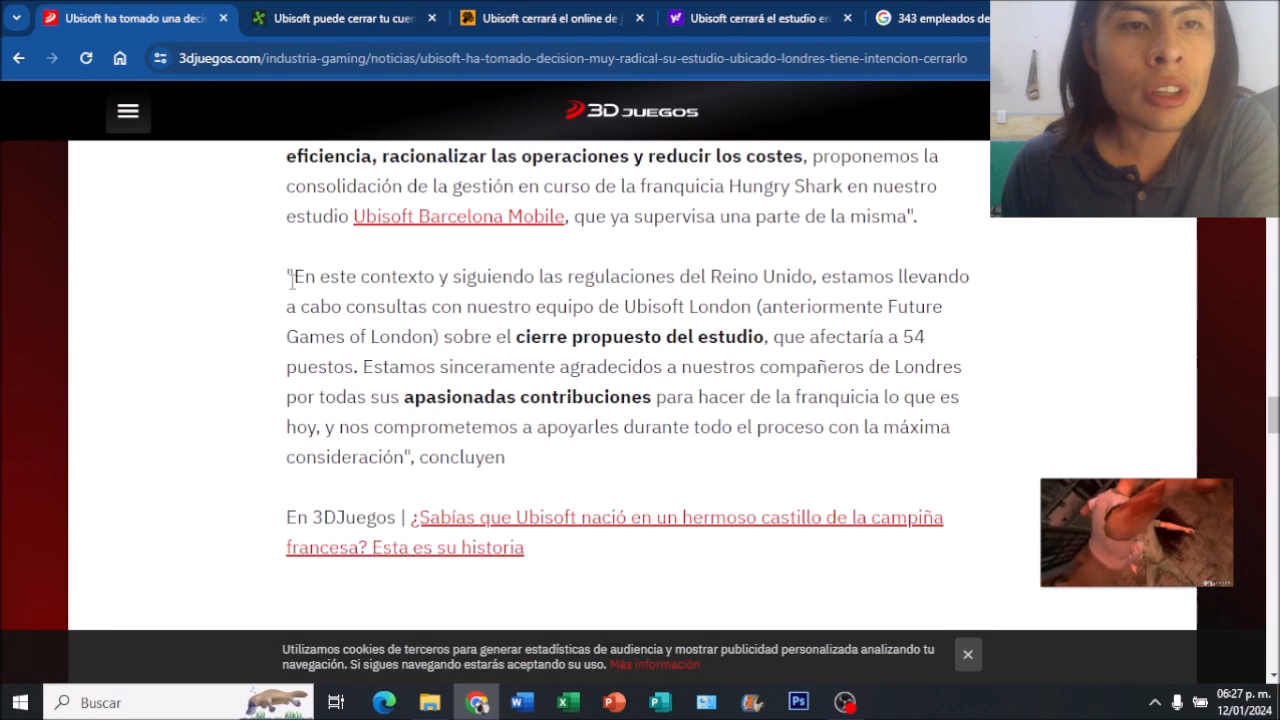 Ubisoft ha tomado una deci
Ubisoft puede cerrar tu cuen
Ubisoft cerrará el online de j
Ubisoft cerrará el estudio en
343 empleados de
3djuegos.com/industria-gaming/noticias/ubisoft-ha-tomado-decision-muy-radical-su-estudio-ubicado-londres-tiene-intencion-cerrarlo
3D JUEGOS
eficiencia, racionalizar las operaciones y reducir los costes, proponemos la
consolidación de la gestión en curso de la franquicia Hungry Shark en nuestro
estudio Ubisoft Barcelona Mobile, que ya supervisa una parte de la misma".
"En este contexto y siguiendo las regulaciones del Reino Unido, estamos llevando
a cabo consultas con nuestro equipo de Ubisoft London (anteriormente Future
Games of London) sobre el cierre propuesto del estudio, que afectaría a 54
puestos. Estamos sinceramente agradecidos a nuestros compañeros de Londres
por todas sus apasionadas contribuciones para hacer de la franquicia lo que es
hoy, y nos comprometemos a apoyarles durante todo el proceso con la máxima
consideración", concluyen
En 3DJuegos | ¿Sabías que Ubisoft nació en un hermoso castillo de la campiña
francesa? Esta es su historia
Utilizamos cookies de terceros para generar estadísticas de audiencia y mostrar publicidad personalizada analizando tu
navegación. Si sigues navegando estarás aceptando su uso. Más información
Buscar
06:27 p. m.
12/01/2024